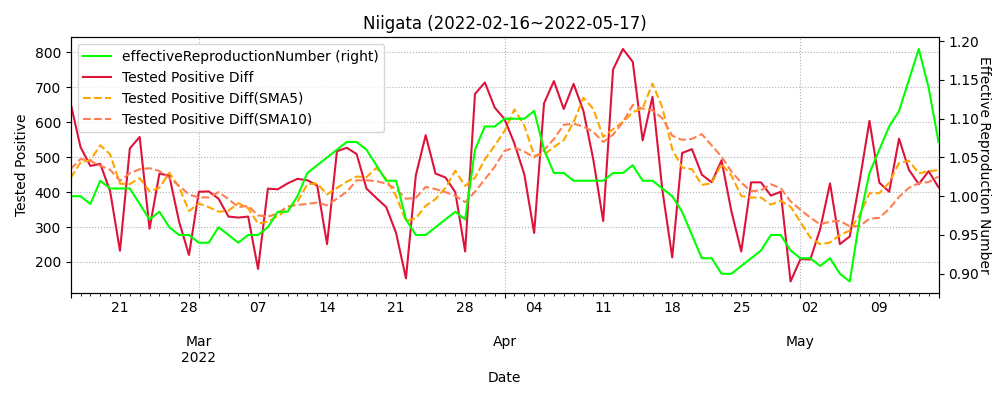 Niigata (2022-02-16~2022-05-17)
effectiveReproductionNumber (right)
Tested Positive Diff
Tested Positive Diff(SMA5)
Tested Positive Diff(SMA10)
Tested Positive
800
700
600
500
400
300
200
1.20
1.15
1.10
1.05
1.00
0.95
0.90
Effective Reproduction Number
21 28 07 14 21 28 04 11 18 25 02 09
Mar Apr May
2022
Date